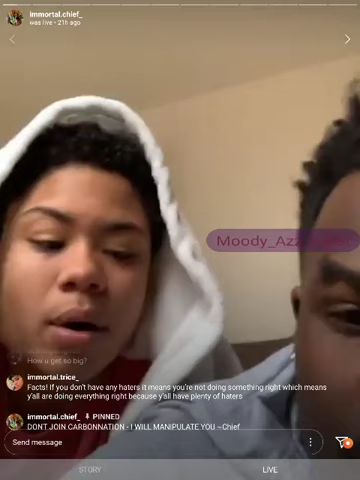 immortal.chief_
was live • 21h ago
How u get so big?
immortal.trice_
Facts! If you don't have any haters it means you're not doing something right which means
y'all are doing everything right because y'all have plenty of haters
immortal.chief_ PINNED
DONT JOIN CARBONNATION - I WILL MANIPULATE YOU ~Chief
Send message
STORY LIVE